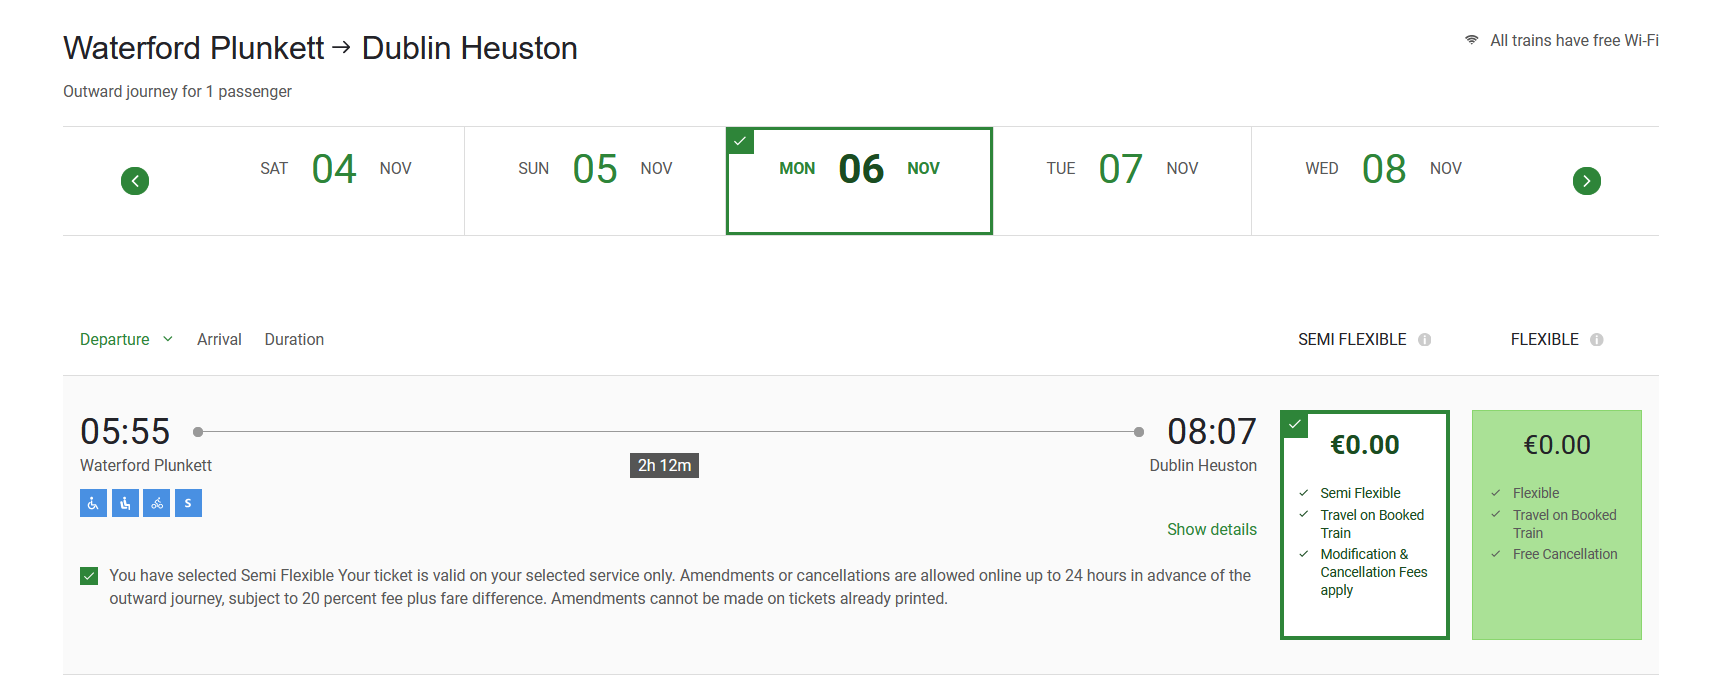 Waterford Plunkett → Dublin Heuston
All trains have free Wi-Fi
Outward journey for 1 passenger
SAT 04 NOV
SUN 05 NOV
MON 06 NOV
TUE 07 NOV
WED 08 NOV
Departure Arrival Duration
SEMI FLEXIBLE
FLEXIBLE
05:55
08:07
Waterford Plunkett
2h 12m
Dublin Heuston
S
Show details
You have selected Semi Flexible Your ticket is valid on your selected service only. Amendments or cancellations are allowed online up to 24 hours in advance of the
outward journey, subject to 20 percent fee plus fare difference. Amendments cannot be made on tickets already printed.
€0.00
Semi Flexible
Travel on Booked
Train
Modification &
Cancellation Fees
apply
€0.00
Flexible
Travel on Booked
Train
Free Cancellation